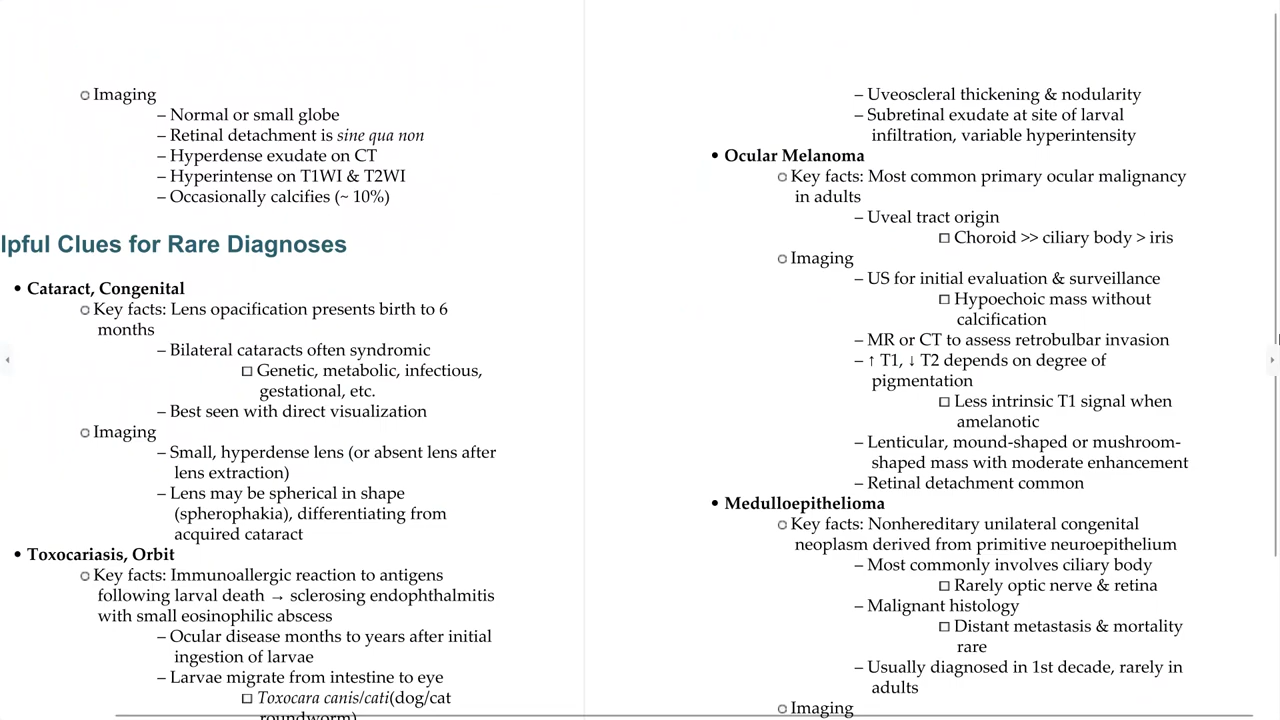 ○ Imaging
– Normal or small globe
– Retinal detachment is sine qua non
– Hyperdense exudate on CT
– Hyperintense on T1WI & T2WI
– Occasionally calcifies (~ 10%)
lpful Clues for Rare Diagnoses
• Cataract, Congenital
○ Key facts: Lens opacification presents birth to 6
months
– Bilateral cataracts often syndromic
□ Genetic, metabolic, infectious,
gestational, etc.
– Best seen with direct visualization
○ Imaging
– Small, hyperdense lens (or absent lens after
lens extraction)
– Lens may be spherical in shape
(spherophakia), differentiating from
acquired cataract
• Toxocariasis, Orbit
○ Key facts: Immunoallergic reaction to antigens
following larval death → sclerosing endophthalmitis
with small eosinophilic abscess
– Ocular disease months to years after initial
ingestion of larvae
– Larvae migrate from intestine to eye
□ Toxocara canis/cati(dog/cat
roundworm)
– Uveoscleral thickening & nodularity
– Subretinal exudate at site of larval
infiltration, variable hyperintensity
• Ocular Melanoma
○ Key facts: Most common primary ocular malignancy
in adults
– Uveal tract origin
□ Choroid >> ciliary body > iris
○ Imaging
– US for initial evaluation & surveillance
□ Hypoechoic mass without
calcification
– MR or CT to assess retrobulbar invasion
– ↑ T1, ↓ T2 depends on degree of
pigmentation
□ Less intrinsic T1 signal when
amelanotic
– Lenticular, mound-shaped or mushroom-
shaped mass with moderate enhancement
– Retinal detachment common
• Medulloepithelioma
○ Key facts: Nonhereditary unilateral congenital
neoplasm derived from primitive neuroepithelium
– Most commonly involves ciliary body
□ Rarely optic nerve & retina
– Malignant histology
□ Distant metastasis & mortality
rare
– Usually diagnosed in 1st decade, rarely in
adults
○ Imaging